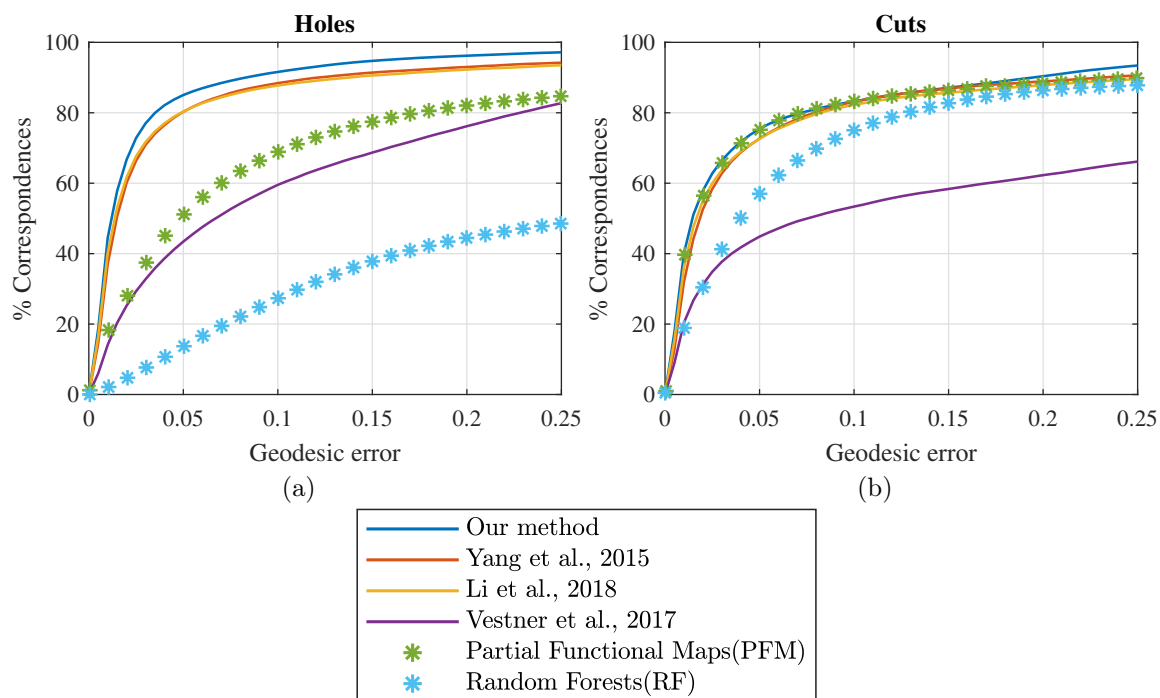 Holes
% Correspondences
100
80
60
40
20
0
0 0.05 0.1 0.15 0.2 0.25
Geodesic error
(a)
Cuts
% Correspondences
100
80
60
40
20
0
0 0.05 0.1 0.15 0.2 0.25
Geodesic error
(b)
Our method
Yang et al., 2015
Li et al., 2018
Vestner et al., 2017
Partial Functional Maps(PFM)
Random Forests(RF)